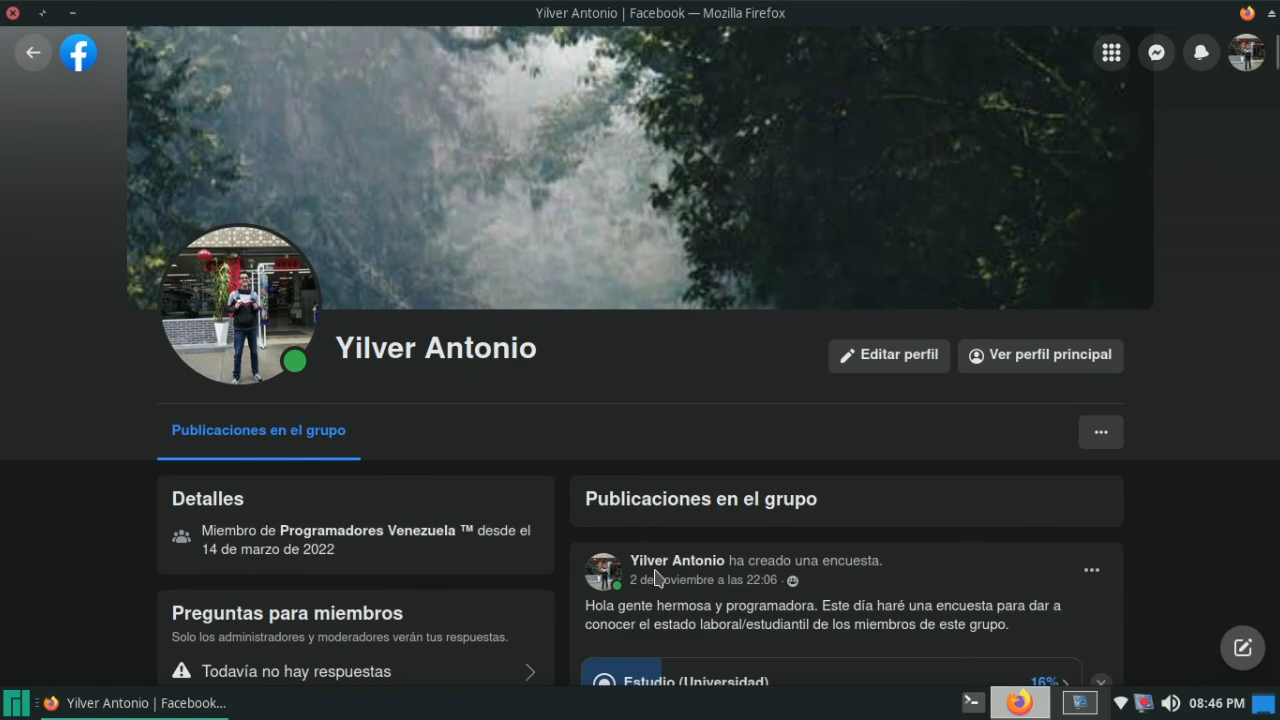 Yilver Antonio | Facebook — Mozilla Firefox
Yilver Antonio
Editar perfil
Ver perfil principal
Publicaciones en el grupo
Detalles
Miembro de Programadores Venezuela ™ desde el
14 de marzo de 2022
Preguntas para miembros
Solo los administradores y moderadores verán tus respuestas.
Todavía no hay respuestas
Publicaciones en el grupo
Yilver Antonio ha creado una encuesta.
2 de noviembre a las 22:06 ·
Hola gente hermosa y programadora. Este día haré una encuesta para dar a
conocer el estado laboral/estudiantil de los miembros de este grupo.
Estudio (Universidad)
16%
Yilver Antonio | Facebook...
08:46 PM